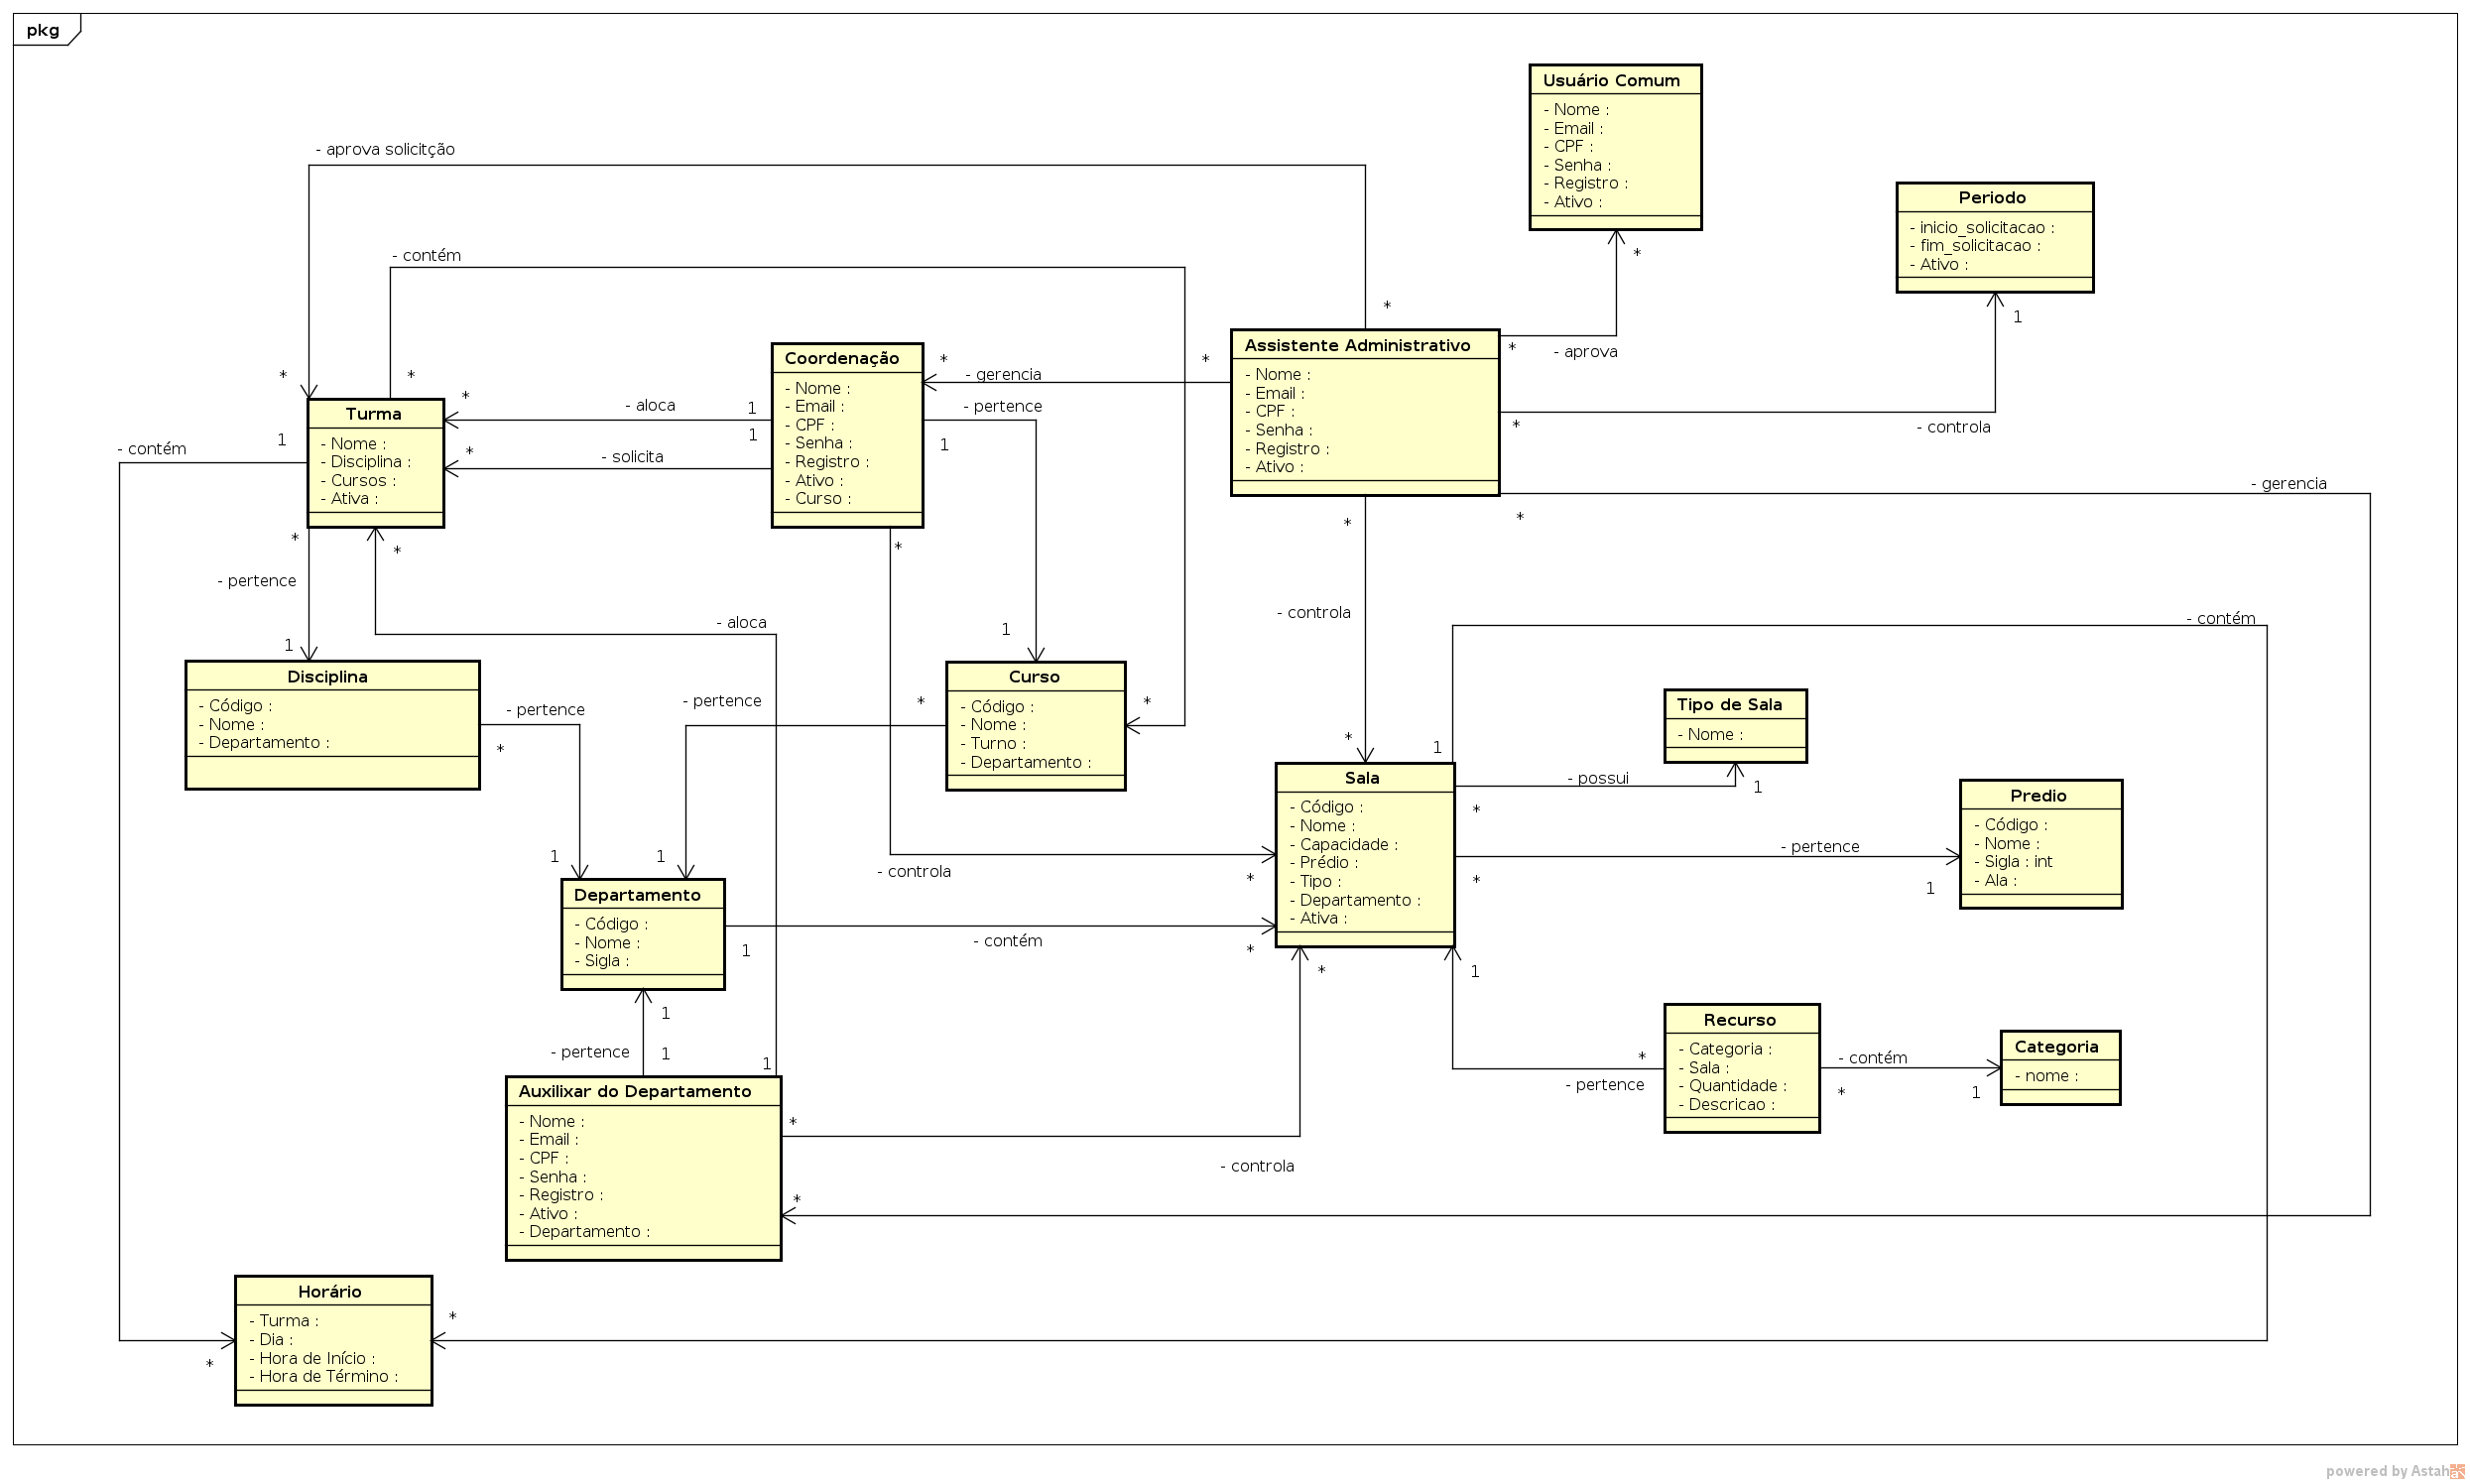 pkg
Usuário Comum
- Nome :
- Email :
- CPF :
- Senha :
- Registro :
- Ativo :
*
Periodo
- inicio_solicitacao :
- fim_solicitacao :
- Ativo :
1
- aprova solicitção
- contém
*
*
*
Turma
- Nome :
- Disciplina :
- Cursos :
- Ativa :
*
- aloca
1
*
- solicita
1
Coordenação
- Nome :
- Email :
- CPF :
- Senha :
- Registro :
- Ativo :
- Curso :
*
- gerencia
*
- pertence
1
Assistente Administrativo
- Nome :
- Email :
- CPF :
- Senha :
- Registro :
- Ativo :
*
- aprova
*
- controla
- gerencia
*
1
- contém
*
- pertence
1
*
- aloca
*
1
*
- controla
*
- contém
1
Disciplina
- Código :
- Nome :
- Departamento :
- pertence
*
1
- pertence
*
1
Curso
- Código :
- Nome :
- Turno :
- Departamento :
*
Tipo de Sala
- Nome :
- possui
1
*
Sala
- Código :
- Nome :
- Capacidade :
- Prédio :
- Tipo :
- Departamento :
- Ativa :
Predio
- Código :
- Nome :
- Sigla : int
- Ala :
- pertence
*
1
- controla
*
Departamento
- Código :
- Nome :
- Sigla :
1
- contém
*
*
1
1
- pertence
1
1
Auxilixar do Departamento
- Nome :
- Email :
- CPF :
- Senha :
- Registro :
- Ativo :
- Departamento :
*
- controla
*
Recurso
- Categoria :
- Sala :
- Quantidade :
- Descricao :
*
- pertence
- contém
*
1
Categoria
- nome :
Horário
- Turma :
- Dia :
- Hora de Início :
- Hora de Término :
*
*
powered by Astah